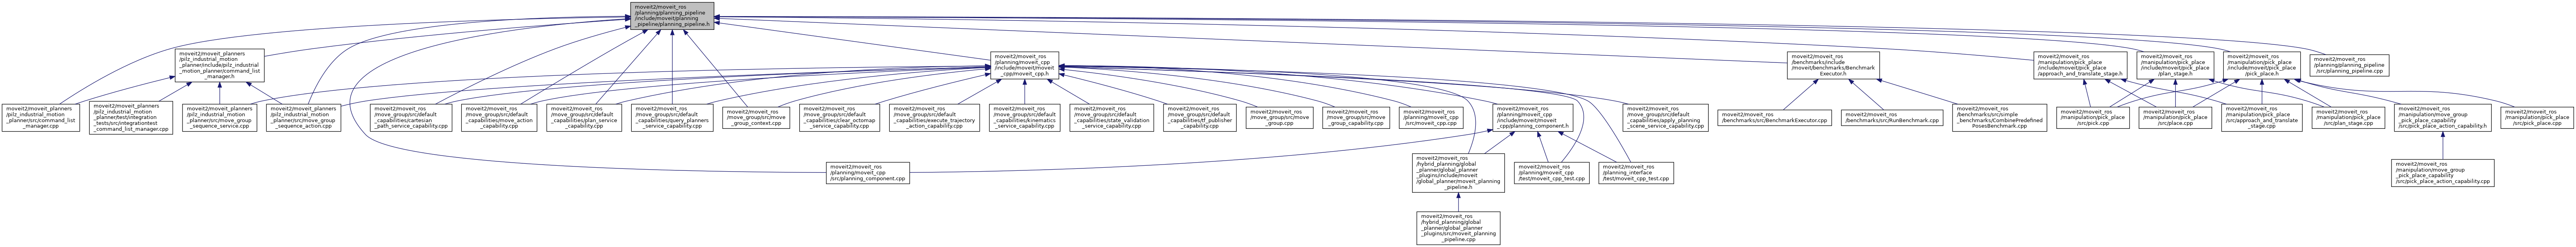 moveit2/moveit_ros
/planning/planning_pipeline
/include/moveit/planning
_pipeline/planning_pipeline.h
moveit2/moveit_planners
/pilz_industrial_motion
_planner/include/pilz_industrial
_motion_planner/command_list
_manager.h
moveit2/moveit_ros
/planning/moveit_cpp
/include/moveit/moveit
_cpp/moveit_cpp.h
moveit2/moveit_ros
/benchmarks/include
/moveit/benchmarks/Benchmark
Executor.h
moveit2/moveit_ros
/manipulation/pick_place
/include/moveit/pick_place
/approach_and_translate_stage.h
moveit2/moveit_ros
/manipulation/pick_place
/include/moveit/pick_place
/plan_stage.h
moveit2/moveit_ros
/manipulation/pick_place
/include/moveit/pick_place
/pick_place.h
moveit2/moveit_ros
/planning/planning_pipeline
/src/planning_pipeline.cpp
moveit2/moveit_planners
/pilz_industrial_motion
_planner/src/command_list
_manager.cpp
moveit2/moveit_planners
/pilz_industrial_motion
_planner/test/integration
_tests/src/integrationtest
_command_list_manager.cpp
moveit2/moveit_planners
/pilz_industrial_motion
_planner/src/move_group
_sequence_service.cpp
moveit2/moveit_planners
/pilz_industrial_motion
_planner/src/move_group
_sequence_action.cpp
moveit2/moveit_ros
/move_group/src/default
_capabilities/cartesian
_path_service_capability.cpp
moveit2/moveit_ros
/move_group/src/default
_capabilities/move_action
_capability.cpp
moveit2/moveit_ros
/move_group/src/default
_capabilities/plan_service
_capability.cpp
moveit2/moveit_ros
/move_group/src/default
_capabilities/query_planners
_service_capability.cpp
moveit2/moveit_ros
/move_group/src/move
_group_context.cpp
moveit2/moveit_ros
/move_group/src/default
_capabilities/clear_octomap
_service_capability.cpp
moveit2/moveit_ros
/move_group/src/default
_capabilities/execute_trajectory
_action_capability.cpp
moveit2/moveit_ros
/move_group/src/default
_capabilities/kinematics
_service_capability.cpp
moveit2/moveit_ros
/move_group/src/default
_capabilities/state_validation
_service_capability.cpp
moveit2/moveit_ros
/move_group/src/default
_capabilities/tf_publisher
_capability.cpp
moveit2/moveit_ros
/move_group/src/move
_group.cpp
moveit2/moveit_ros
/move_group/src/move
_group_capability.cpp
moveit2/moveit_ros
/planning/moveit_cpp
/src/moveit_cpp.cpp
moveit2/moveit_ros
/planning/moveit_cpp
/include/moveit/moveit
_cpp/planning_component.h
moveit2/moveit_ros
/move_group/src/default
_capabilities/apply_planning
_scene_service_capability.cpp
moveit2/moveit_ros
/benchmarks/src/BenchmarkExecutor.cpp
moveit2/moveit_ros
/benchmarks/src/RunBenchmark.cpp
moveit2/moveit_ros
/benchmarks/src/simple
_benchmarks/CombinePredefined
PosesBenchmark.cpp
moveit2/moveit_ros
/manipulation/pick_place
/src/pick.cpp
moveit2/moveit_ros
/manipulation/pick_place
/src/place.cpp
moveit2/moveit_ros
/manipulation/pick_place
/src/approach_and_translate
_stage.cpp
moveit2/moveit_ros
/manipulation/pick_place
/src/plan_stage.cpp
moveit2/moveit_ros
/manipulation/move_group
_pick_place_capability
/src/pick_place_action_capability.h
moveit2/moveit_ros
/manipulation/pick_place
/src/pick_place.cpp
moveit2/moveit_ros
/planning/moveit_cpp
/src/planning_component.cpp
moveit2/moveit_ros
/hybrid_planning/global
_planner/global_planner
_plugins/include/moveit
/global_planner/moveit_planning
_pipeline.h
moveit2/moveit_ros
/planning/moveit_cpp
/test/moveit_cpp_test.cpp
moveit2/moveit_ros
/planning_interface
/test/moveit_cpp_test.cpp
moveit2/moveit_ros
/manipulation/move_group
_pick_place_capability
/src/pick_place_action_capability.cpp
moveit2/moveit_ros
/hybrid_planning/global
_planner/global_planner
_plugins/src/moveit_planning
_pipeline.cpp